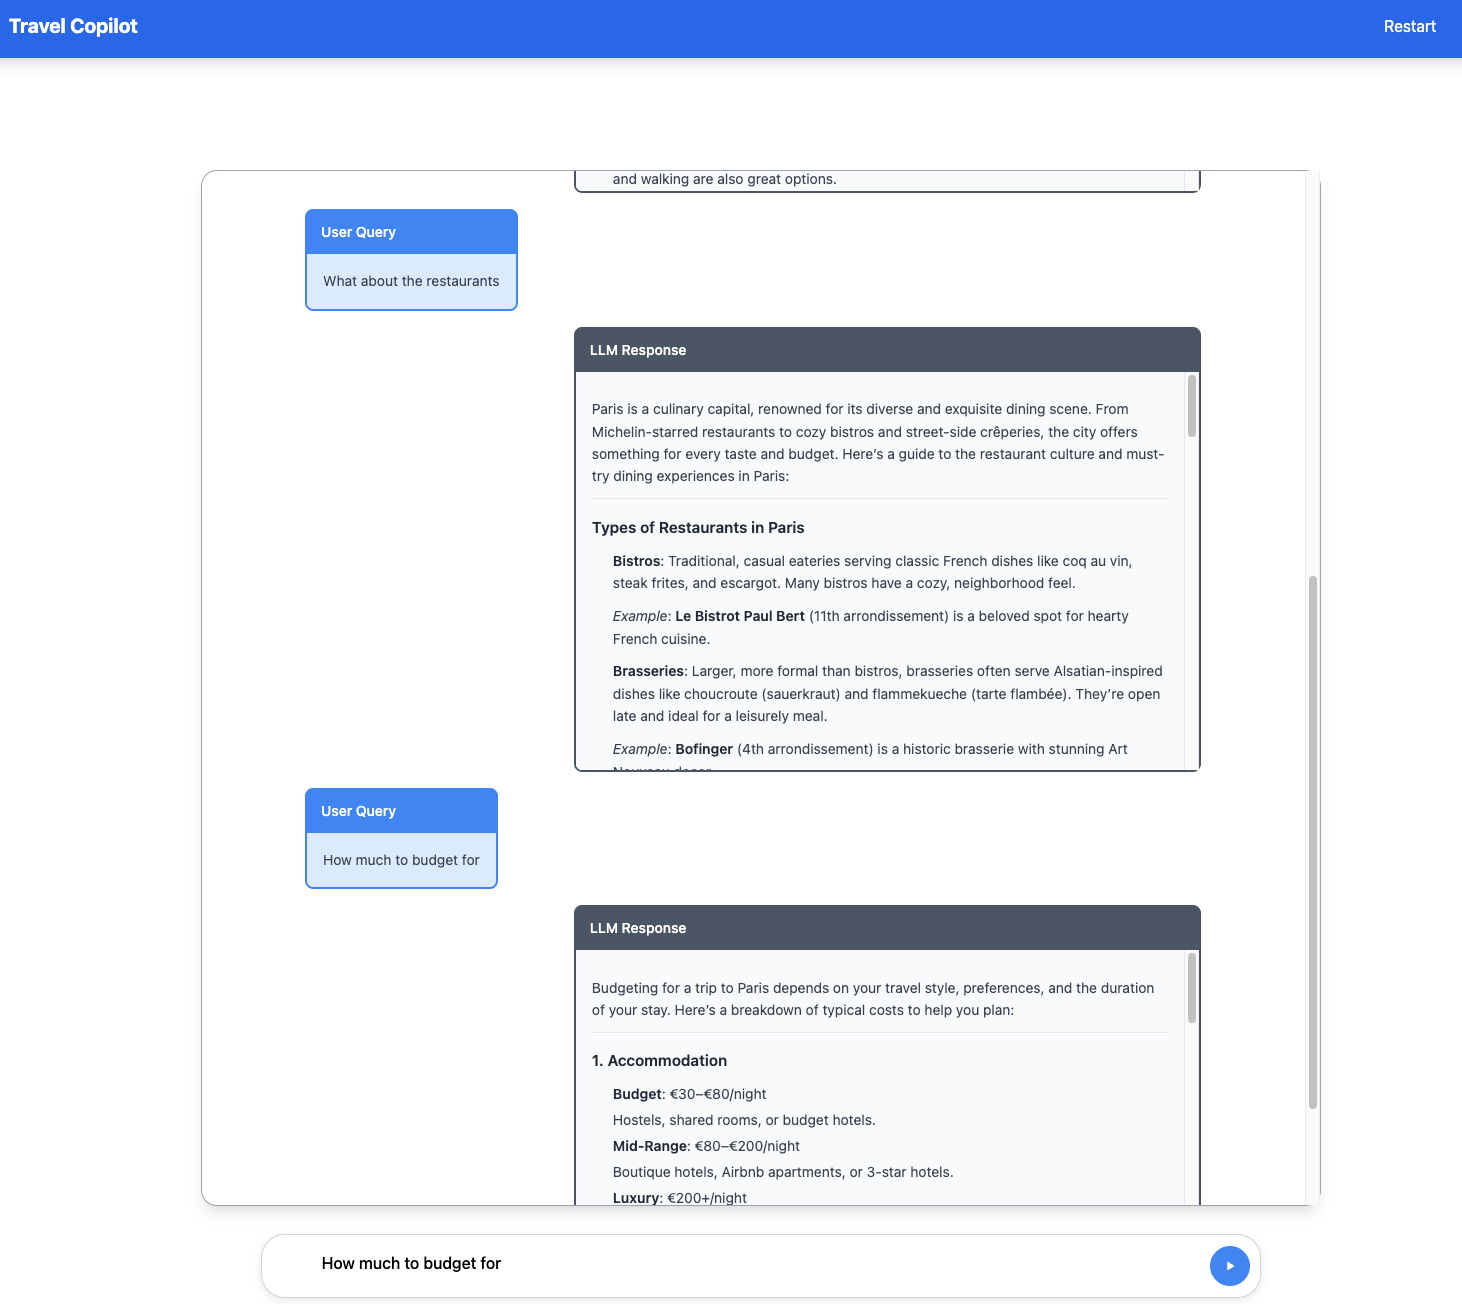 Travel Copilot
Restart
and walking are also great options.
User Query
What about the restaurants
LLM Response
Paris is a culinary capital, renowned for its diverse and exquisite dining scene. From
Michelin-starred restaurants to cozy bistros and street-side crêperies, the city offers
something for every taste and budget. Here’s a guide to the restaurant culture and must-
try dining experiences in Paris:
Types of Restaurants in Paris
Bistros: Traditional, casual eateries serving classic French dishes like coq au vin,
steak frites, and escargot. Many bistros have a cozy, neighborhood feel.
Example: Le Bistrot Paul Bert (11th arrondissement) is a beloved spot for hearty
French cuisine.
Brasseries: Larger, more formal than bistros, brasseries often serve Alsatian-inspired
dishes like choucroute (sauerkraut) and flammekueche (tarte flambée). They’re open
late and ideal for a leisurely meal.
Example: Bofinger (4th arrondissement) is a historic brasserie with stunning Art
User Query
How much to budget for
LLM Response
Budgeting for a trip to Paris depends on your travel style, preferences, and the duration
of your stay. Here’s a breakdown of typical costs to help you plan:
1. Accommodation
Budget: €30–€80/night
Hostels, shared rooms, or budget hotels.
Mid-Range: €80–€200/night
Boutique hotels, Airbnb apartments, or 3-star hotels.
Luxury: €200+/night
How much to budget for